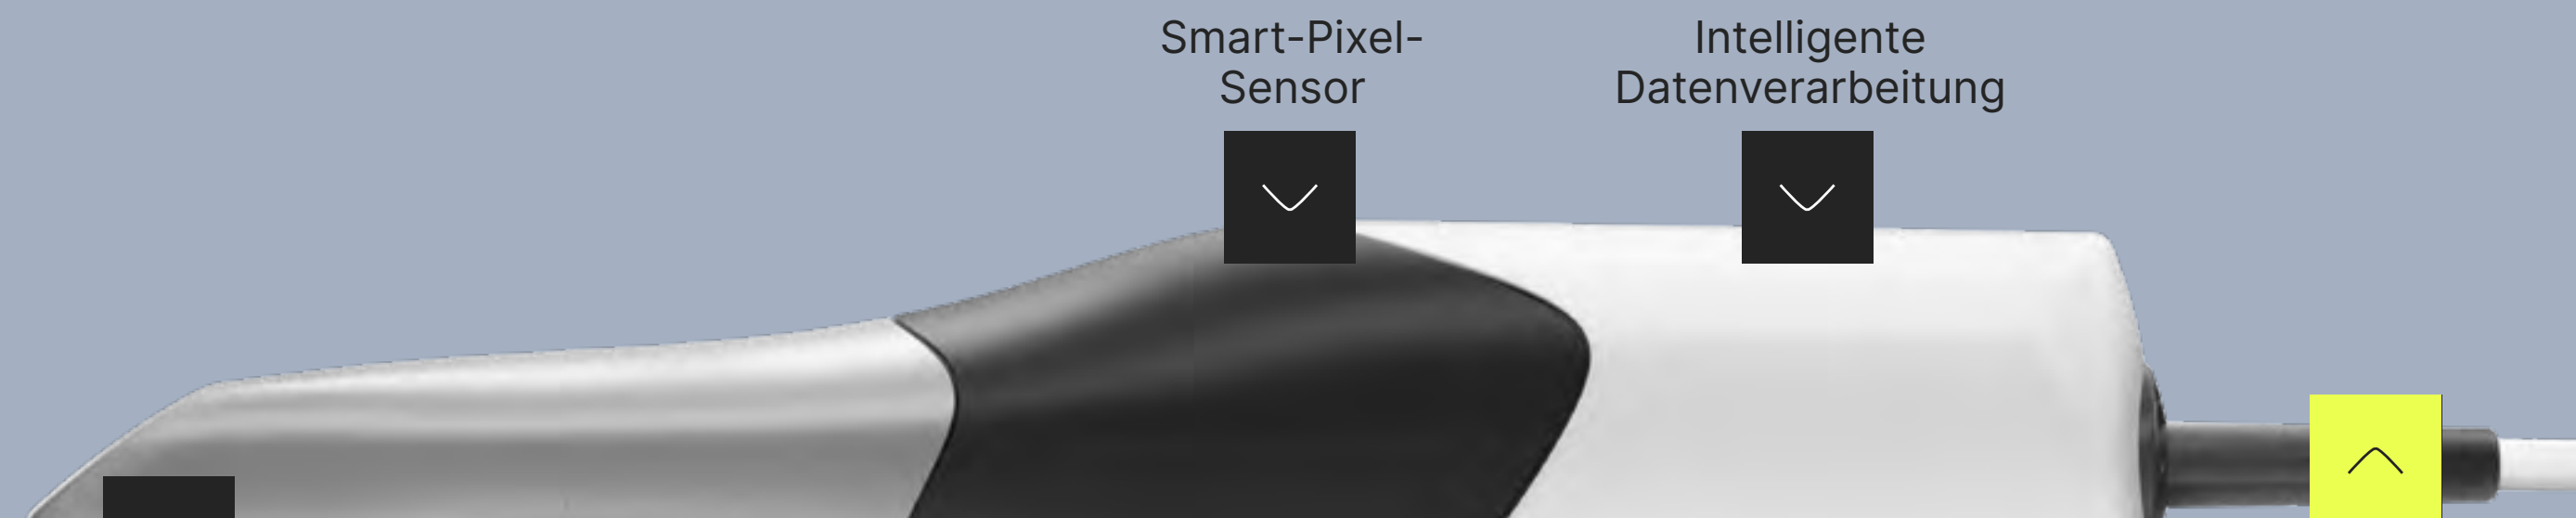 Smart-Pixel-
Sensor
Intelligente
Datenverarbeitung